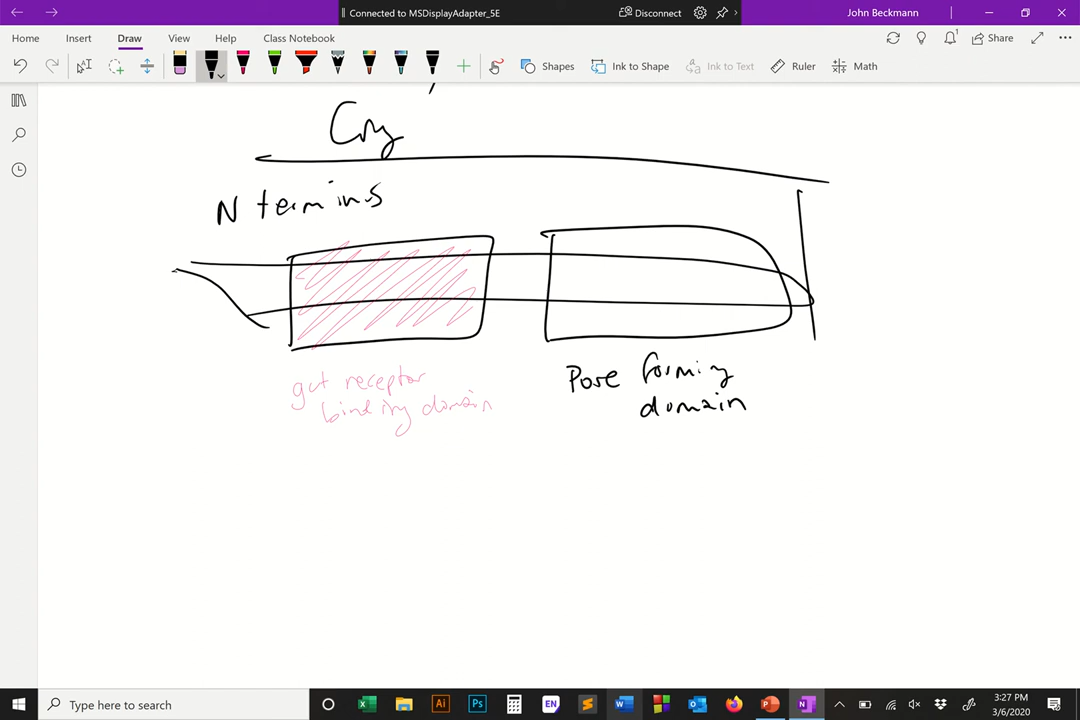 Connected to MSDisplayAdapter_5E
Disconnect
John Beckmann
Home
Insert
Draw
View
Help
Class Notebook
Share
Shapes
Ink to Shape
Ink to Text
Ruler
Math
Cry
N terminus
gut receptor
binding domain
Pore forming
domain
Type here to search
EN
3:27 PM
3/6/2020